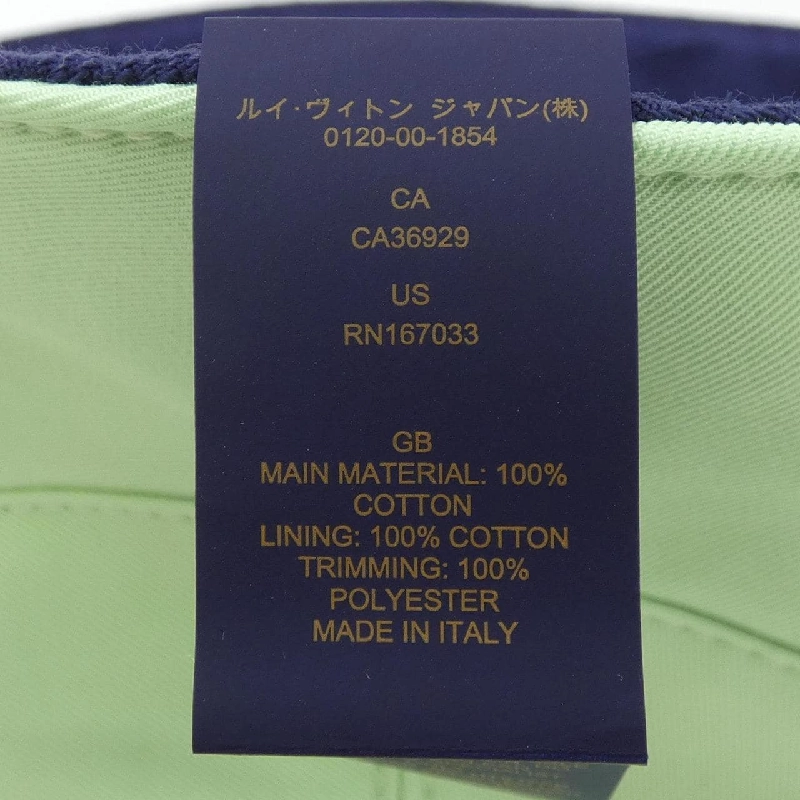 ルイ·ヴィトン ジャパン(株)
0120-00-1854
CA
CA36929
US
RN167033
GB
MAIN MATERIAL: 100%
COTTON
LINING: 100% COTTON
TRIMMING: 100%
POLYESTER
MADE IN ITALY